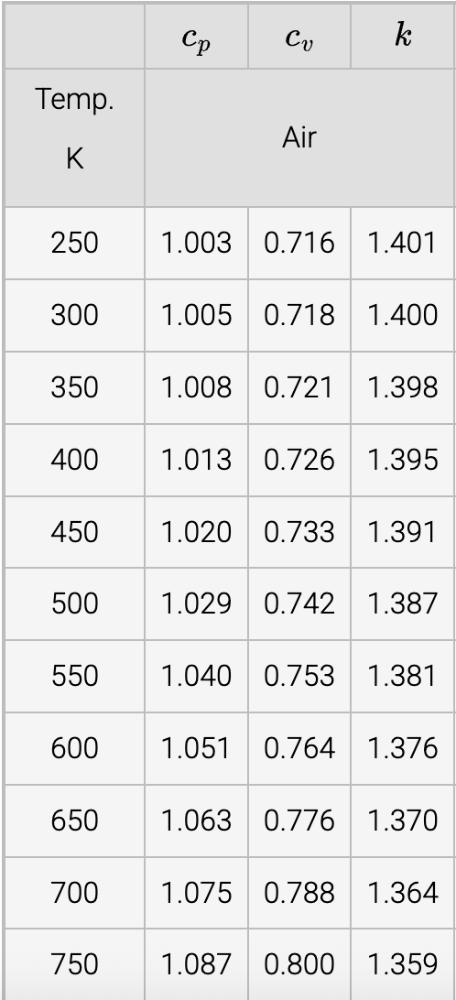 c_p c_v k
Temp.
K
Air
250 1.003 0.716 1.401
300 1.005 0.718 1.400
350 1.008 0.721 1.398
400 1.013 0.726 1.395
450 1.020 0.733 1.391
500 1.029 0.742 1.387
550 1.040 0.753 1.381
600 1.051 0.764 1.376
650 1.063 0.776 1.370
700 1.075 0.788 1.364
750 1.087 0.800 1.359